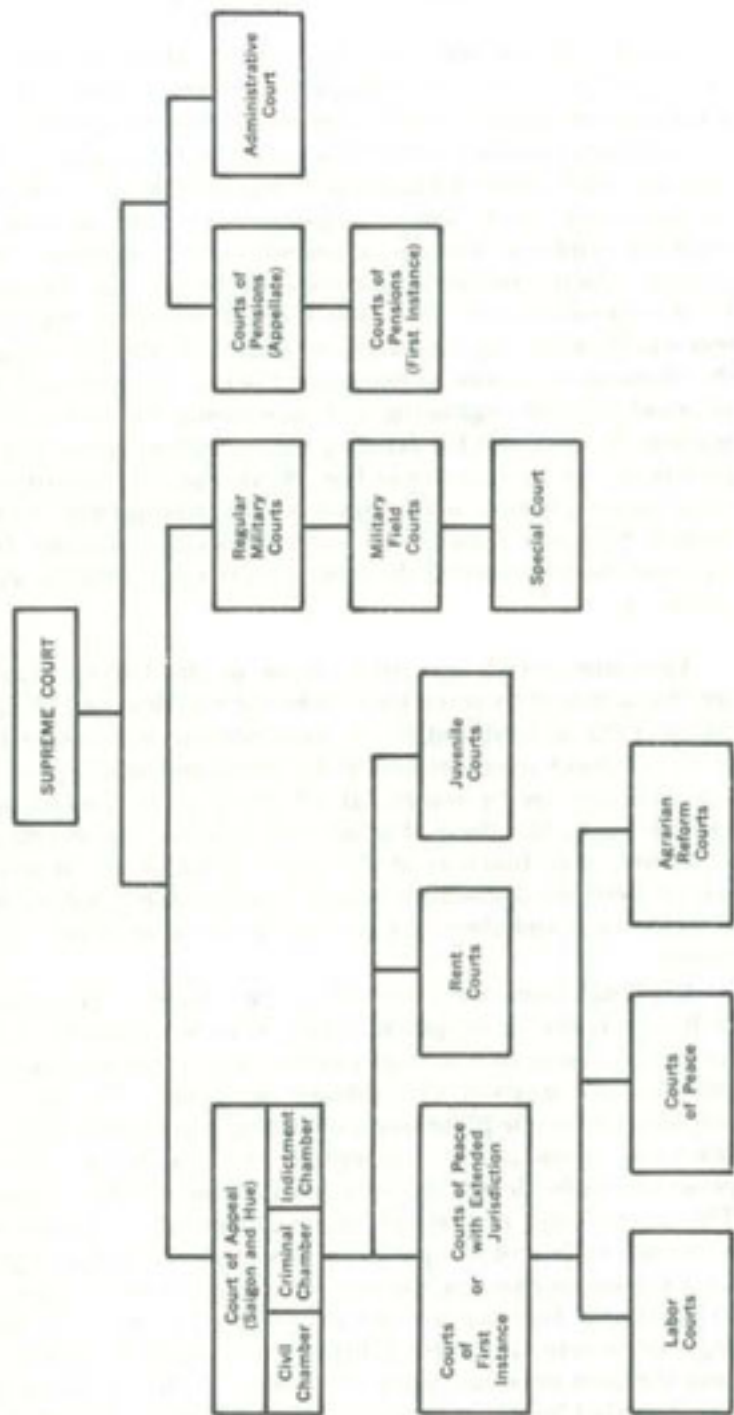 SUPREME COURT
Court of Appeal
(Saigon and Hue)
Civil Chamber
Criminal Chamber
Indictment Chamber
Regular
Military
Courts
Courts of
Pensions
(Appellate)
Administrative
Court
Military
Field
Courts
Courts of
Pensions
(First Instance)
Special Court
Courts
of
First
Instance
or
Courts of Peace
with Extended
Jurisdiction
Rent
Courts
Juvenile
Courts
Labor
Courts
Courts
of Peace
Agrarian
Reform
Courts